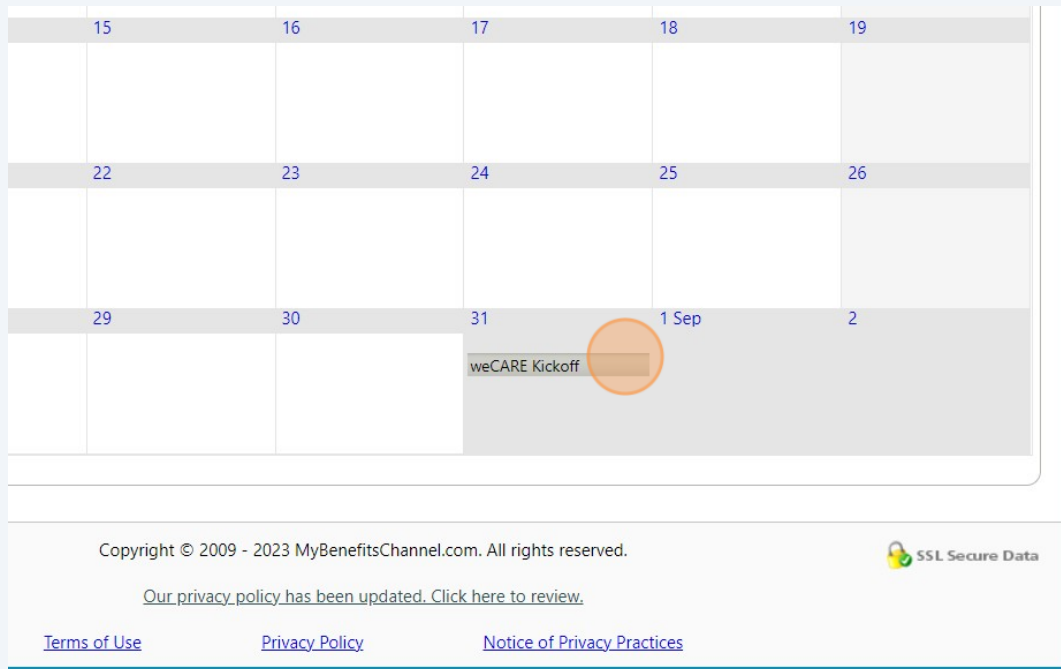 15 16 17 18 19
22 23 24 25 26
29 30 31 1 Sep 2
weCARE Kickoff
Copyright © 2009 - 2023 MyBenefitsChannel.com. All rights reserved.
SSL Secure Data
Our privacy policy has been updated. Click here to review.
Terms of Use Privacy Policy Notice of Privacy Practices